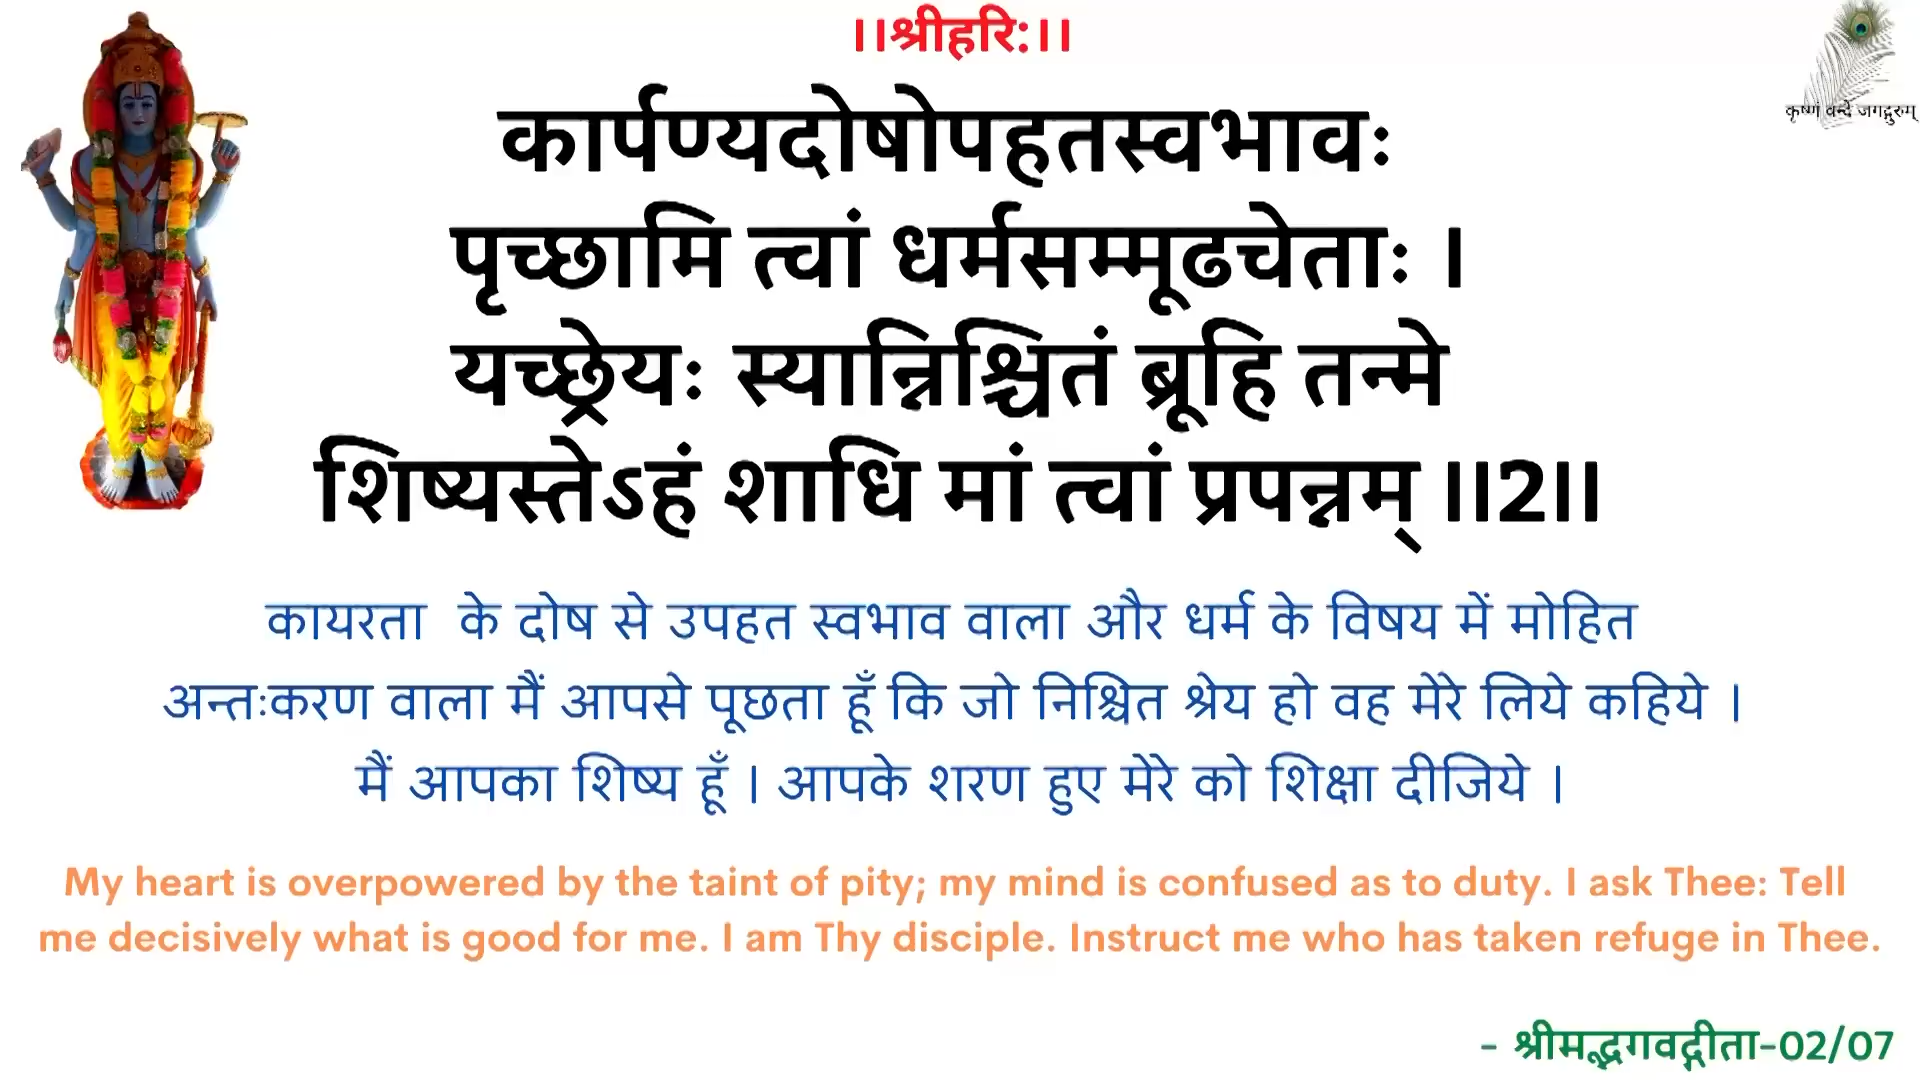 ।।श्रीहरि:।।
कृष्णं वन्दे जगद्गुरुम्
कार्पण्यदोषोपहतस्वभावः
पृच्छामि त्वां धर्मसम्मूढचेताः ।
यच्छ्रेयः स्यान्निश्चितं ब्रूहि तन्मे
शिष्यस्तेऽहं शाधि मां त्वां प्रपन्नम् ।।2।।
कायरता के दोष से उपहत स्वभाव वाला और धर्म के विषय में मोहित
अन्तःकरण वाला मैं आपसे पूछता हूँ कि जो निश्चित श्रेय हो वह मेरे लिये कहिये ।
मैं आपका शिष्य हूँ । आपके शरण हुए मेरे को शिक्षा दीजिये ।
My heart is overpowered by the taint of pity; my mind is confused as to duty. I ask Thee: Tell
me decisively what is good for me. I am Thy disciple. Instruct me who has taken refuge in Thee.
- श्रीमद्भगवद्गीता-02/07